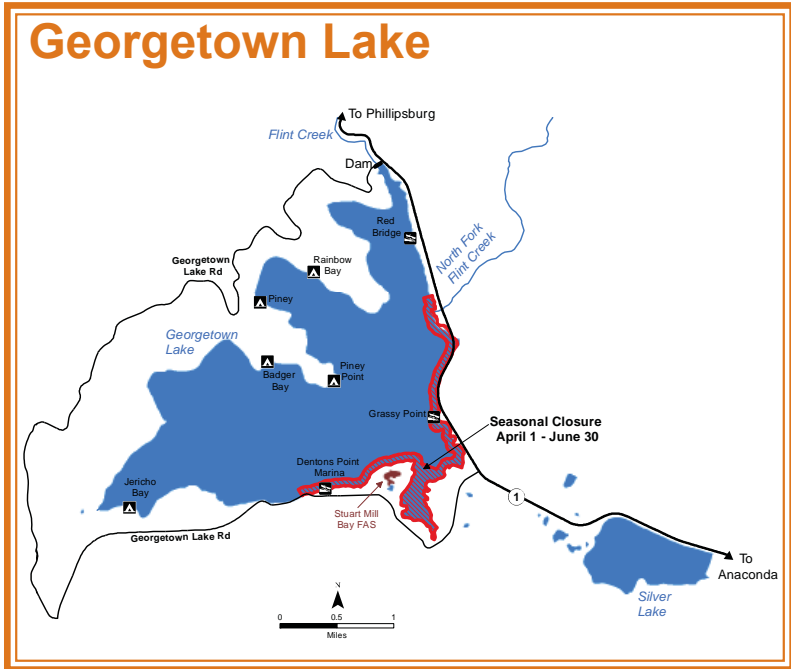 Georgetown Lake
To Phillipsburg
Flint Creek
Dam
Red
Bridge
North Fork
Flint Creek
Georgetown
Lake Rd
Rainbow
Bay
Piney
Georgetown
Lake
Badger
Bay
Piney
Point
Grassy Point
Seasonal Closure
April 1 - June 30
Dentons Point
Marina
Jericho
Bay
Stuart Mill
Bay FAS
1
Georgetown Lake Rd
To
Anaconda
Silver
Lake
N
0 0.5 1
Miles